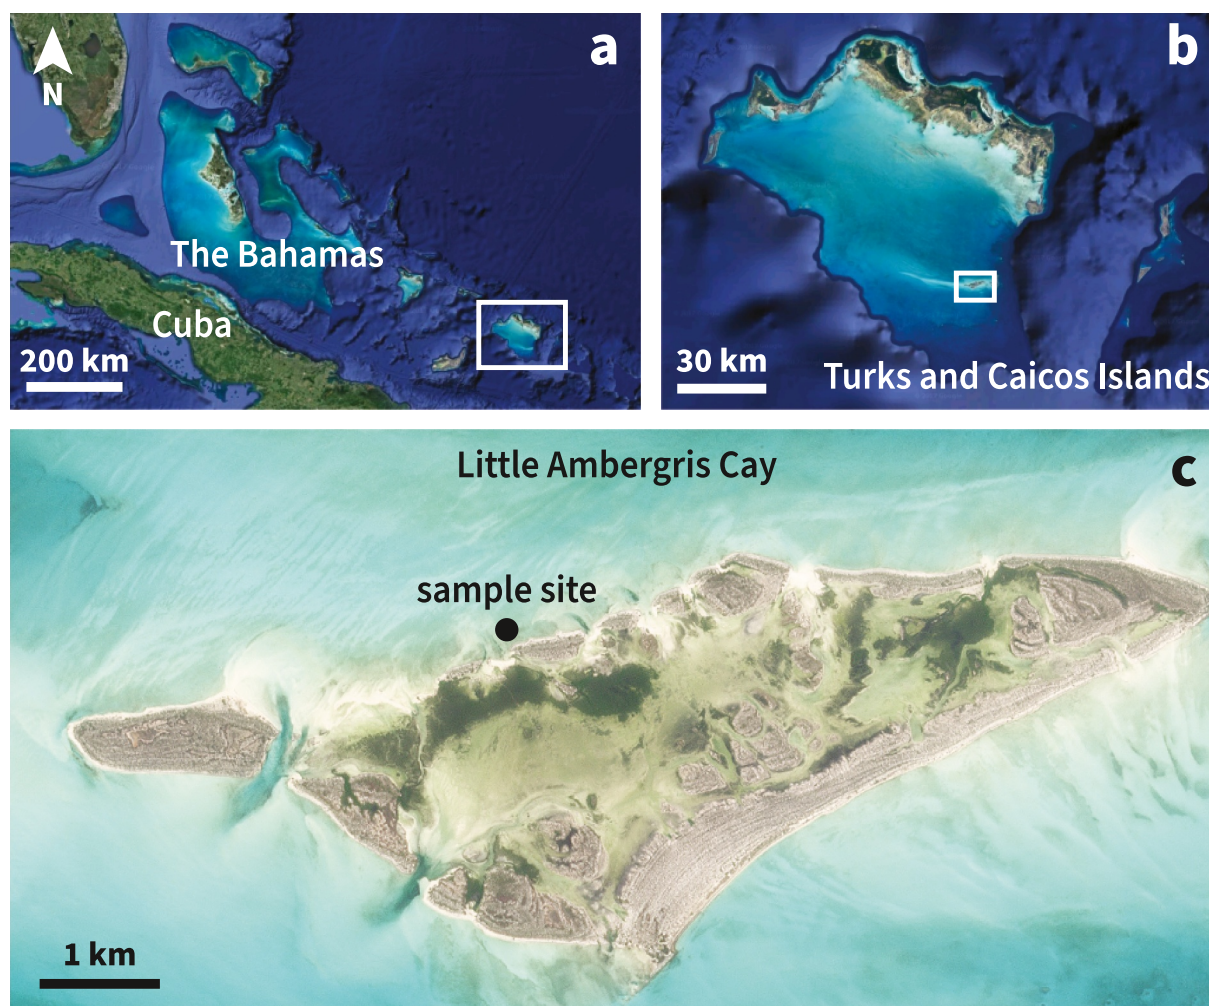 a
N
The Bahamas
Cuba
200 km
b
30 km
Turks and Caicos Islands
Little Ambergris Cay
c
sample site
1 km